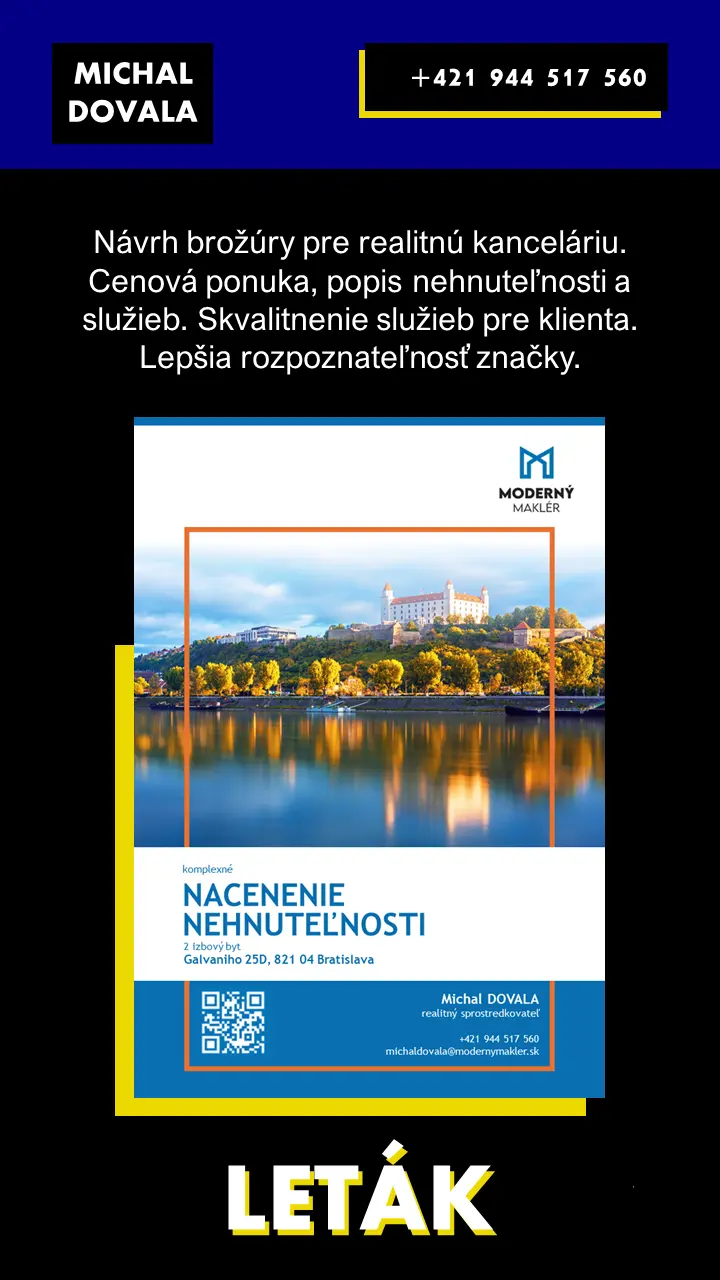 MICHAL
DOVALA
+421 944 517 560
Návrh brožúry pre realitnú kanceláriu.
Cenová ponuka, popis nehnuteľnosti a
služieb. Skvalitnenie služieb pre klienta.
Lepšia rozpoznateľnosť značky.
MODERNÝ
MAKLÉR
komplexné
NACENENIE
NEHNUTEĽNOSTI
2 izbový byt
Galvaniho 25D, 821 04 Bratislava
Michal DOVALA
realitný sprostredkovateľ
+421 944 517 560
michaldovala@modernymakler.sk
LETÁK